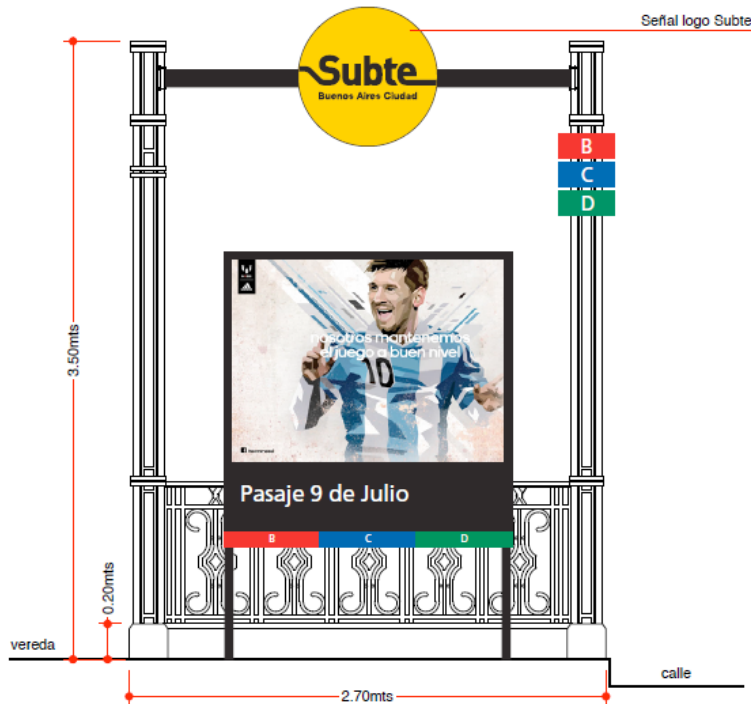 Señal logo Subte
Subte
Buenos Aires Ciudad
B
C
D
3.50mts
nosotros mantenemos
el juego a buen nivel
10
Pasaje 9 de Julio
B
C
D
0.20mts
vereda
calle
2.70mts